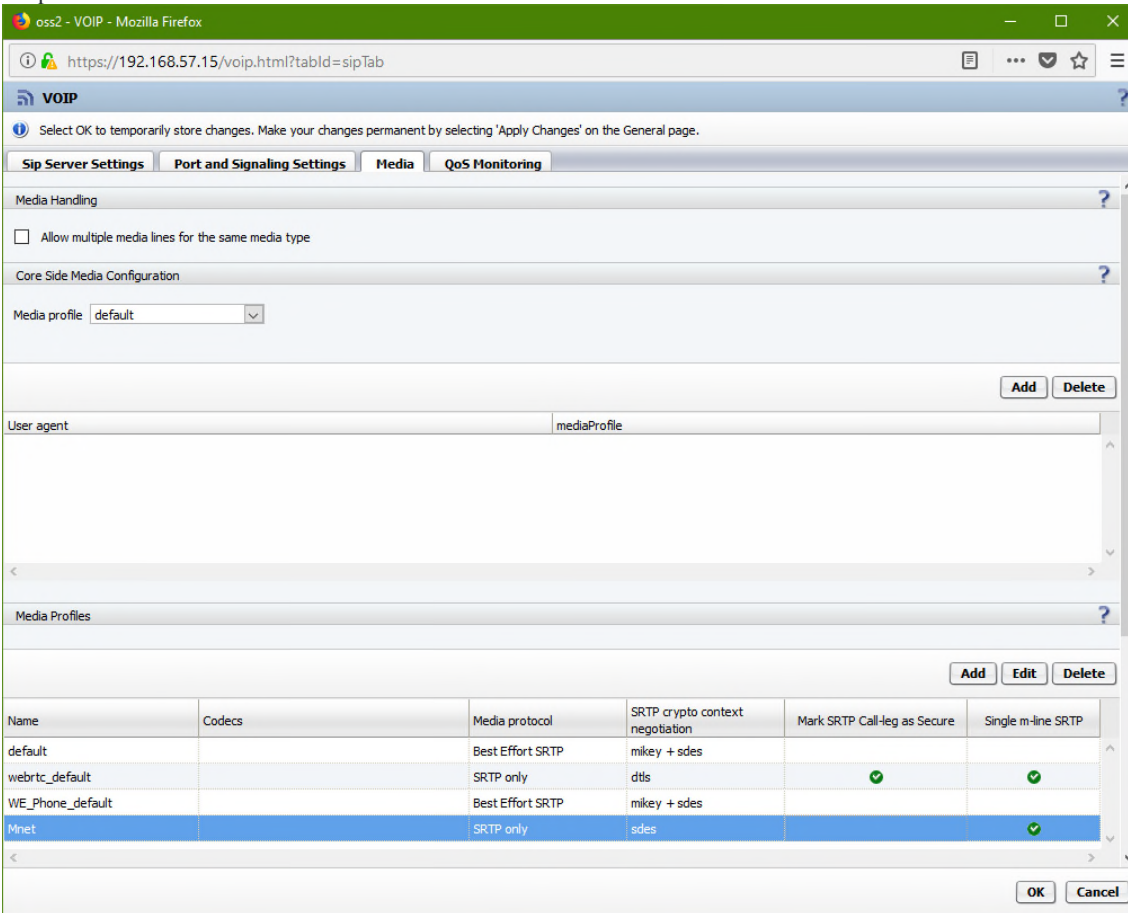 oss2 - VOIP - Mozilla Firefox
https://192.168.57.15/voip.html?tabId=sipTab
VOIP
Select OK to temporarily store changes. Make your changes permanent by selecting 'Apply Changes' on the General page.
Sip Server Settings Port and Signaling Settings Media QoS Monitoring
Media Handling
Allow multiple media lines for the same media type
Core Side Media Configuration
Media profile default
Add Delete
User agent mediaProfile
Media Profiles
Add Edit Delete
Name Codecs Media protocol SRTP crypto context negotiation Mark SRTP Call-leg as Secure Single m-line SRTP
default Best Effort SRTP mikey + sdes
webrtc_default SRTP only dtls
WE_Phone_default Best Effort SRTP mikey + sdes
Mnet SRTP only sdes
OK Cancel